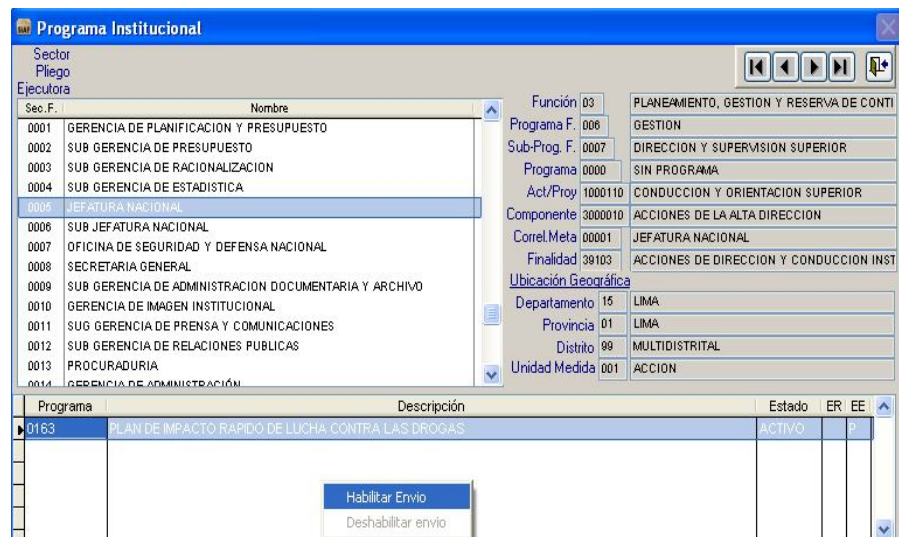 Programa Institucional
Sector
Pliego
Ejecutora
Sec.F. Nombre
0001 GERENCIA DE PLANIFICACION Y PRESUPUESTO
0002 SUB GERENCIA DE PRESUPUESTO
0003 SUB GERENCIA DE RACIONALIZACION
0004 SUB GERENCIA DE ESTADISTICA
0005 JEFATURA NACIONAL
0006 SUB JEFATURA NACIONAL
0007 OFICINA DE SEGURIDAD Y DEFENSA NACIONAL
0008 SECRETARIA GENERAL
0009 SUB GERENCIA DE ADMINISTRACION DOCUMENTARIA Y ARCHIVO
0010 GERENCIA DE IMAGEN INSTITUCIONAL
0011 SUG GERENCIA DE PRENSA Y COMUNICACIONES
0012 SUB GERENCIA DE RELACIONES PUBLICAS
0013 PROCURADURIA
0014 GERENCIA DE ADMINISTRACIÓN
Función 03 PLANEAMIENTO, GESTION Y RESERVA DE CONTI
Programa F. 006 GESTION
Sub-Prog. F. 0007 DIRECCION Y SUPERVISION SUPERIOR
Programa 0000 SIN PROGRAMA
Act/Proy 1000110 CONDUCCION Y ORIENTACION SUPERIOR
Componente 3000010 ACCIONES DE LA ALTA DIRECCION
Correl.Meta 00001 JEFATURA NACIONAL
Finalidad 39103 ACCIONES DE DIRECCION Y CONDUCCION INST
Ubicación Geográfica
Departamento 15 LIMA
Provincia 01 LIMA
Distrito 99 MULTIDISTRITAL
Unidad Medida 001 ACCION
Programa Descripción Estado ER EE
0163 PLAN DE IMPACTO RAPIDO DE LUCHA CONTRA LAS DROGAS ACTIVO P
Habilitar Envio
Deshabilitar envio